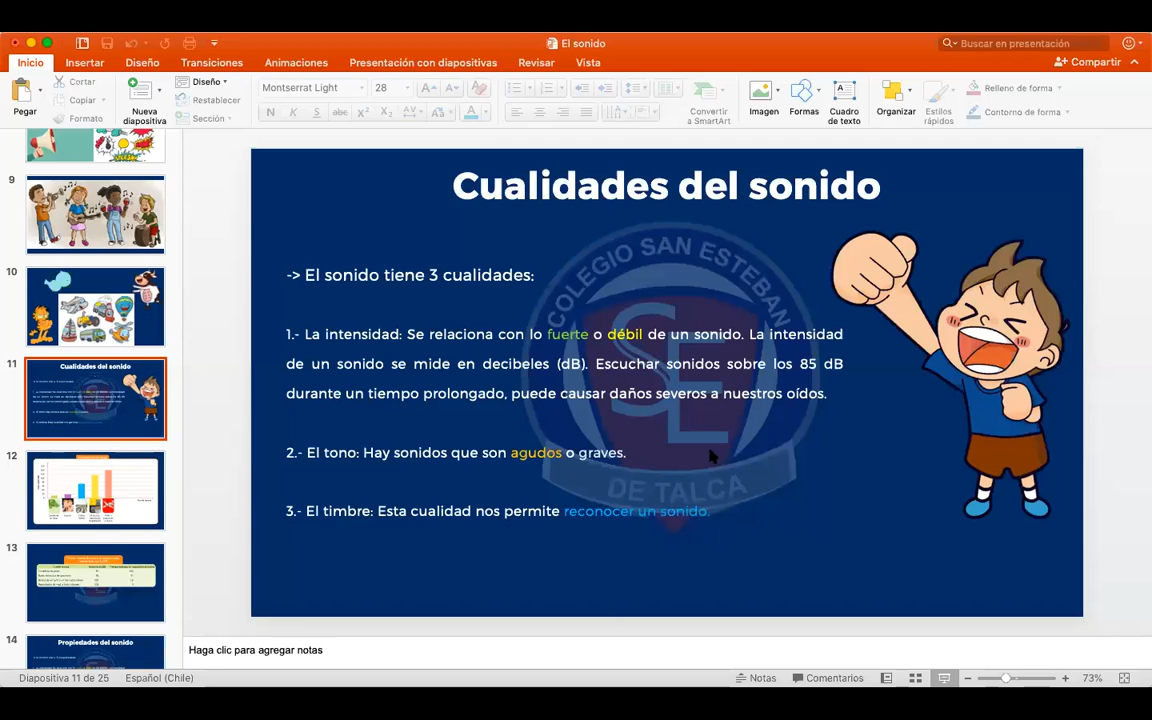 El sonido
Buscar en presentación
Inicio Insertar Diseño Transiciones Animaciones Presentación con diapositivas Revisar Vista
Compartir
Pegar
Cortar
Copiar
Formato
Nueva
diapositiva
Diseño
Restablecer
Sección
Montserrat Light 28
Convertir
a SmartArt
Imagen
Formas
Cuadro
de texto
Organizar
Estilos
rápidos
Relleno de forma
Contorno de forma
9
10
11
Cualidades del sonido
12
13
14
Propiedades del sonido
Cualidades del sonido
COLEGIO SAN ESTEBAN
SE
DE TALCA
-> El sonido tiene 3 cualidades:
1.- La intensidad: Se relaciona con lo fuerte o débil de un sonido. La intensidad
de un sonido se mide en decibeles (dB). Escuchar sonidos sobre los 85 dB
durante un tiempo prolongado, puede causar daños severos a nuestros oídos.
2.- El tono: Hay sonidos que son agudos o graves.
3.- El timbre: Esta cualidad nos permite reconocer un sonido.
Haga clic para agregar notas
Diapositiva 11 de 25 Español (Chile) Notas Comentarios 73%